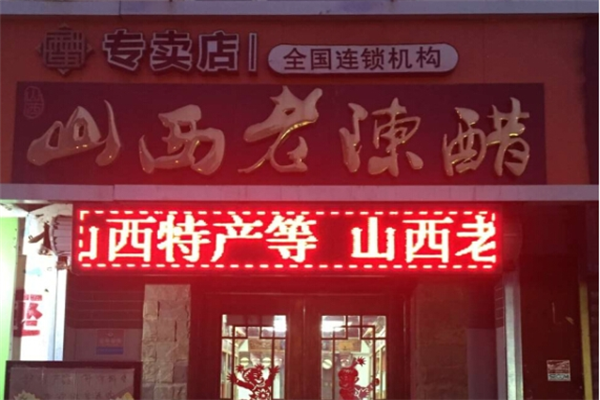 专卖店 全国连锁机构
山西老陳醋
山西特产等 山西老